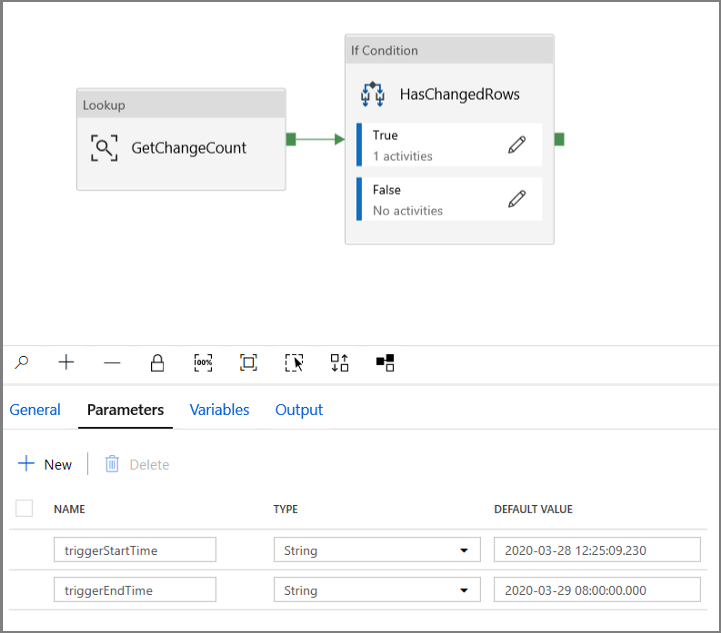 Lookup
GetChangeCount
If Condition
HasChangedRows
True
1 activities
False
No activities
100%
General Parameters Variables Output
New Delete
NAME TYPE DEFAULT VALUE
triggerStartTime String 2020-03-28 12:25:09.230
triggerEndTime String 2020-03-29 08:00:00.000